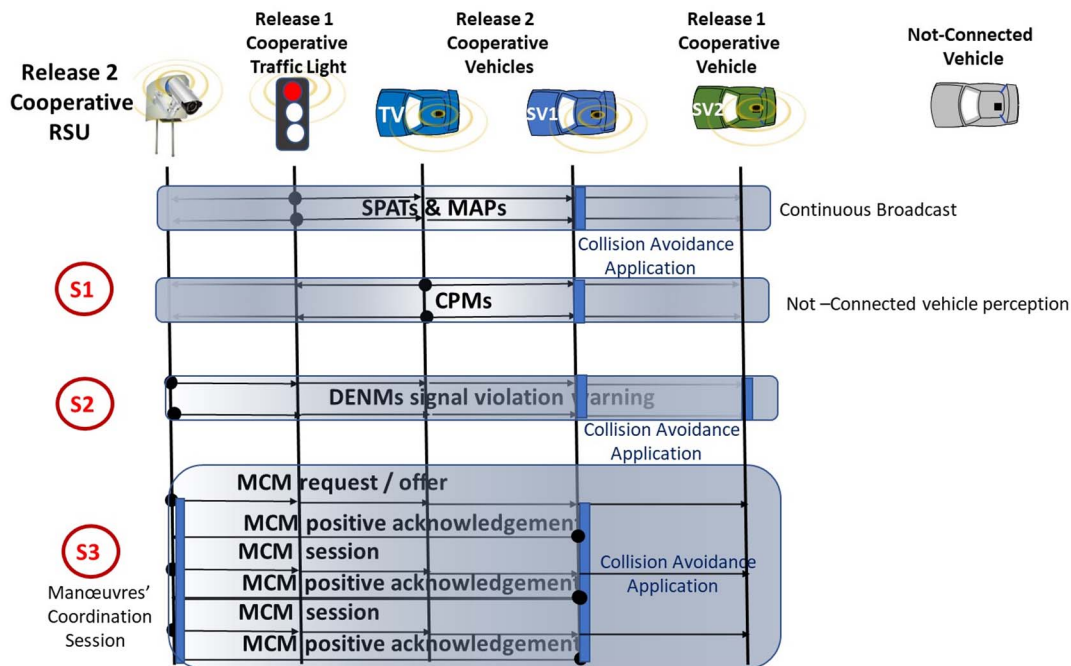 Release 2
Cooperative
RSU
Release 1
Cooperative
Traffic Light
Release 2
Cooperative
Vehicles
Release 1
Cooperative
Vehicle
Not-Connected
Vehicle
TV
SV1
SV2
SPATs & MAPs
Continuous Broadcast
Collision Avoidance
Application
S1
CPMs
Not –Connected vehicle perception
S2
DENMs signal violation warning
Collision Avoidance
Application
S3
Manœuvres’
Coordination
Session
MCM request / offer
MCM positive acknowledgement
MCM session
MCM positive acknowledgement
MCM session
MCM positive acknowledgement
Collision Avoidance
Application